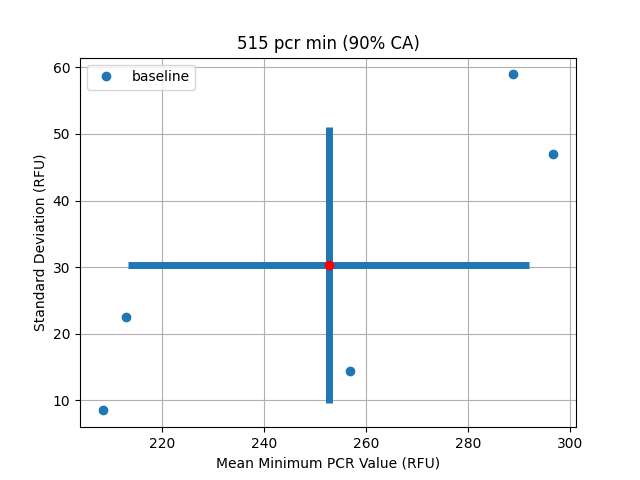 515 pcr min (90% CA)
baseline
60
50
40
30
20
10
Standard Deviation (RFU)
220
240
260
280
300
Mean Minimum PCR Value (RFU)